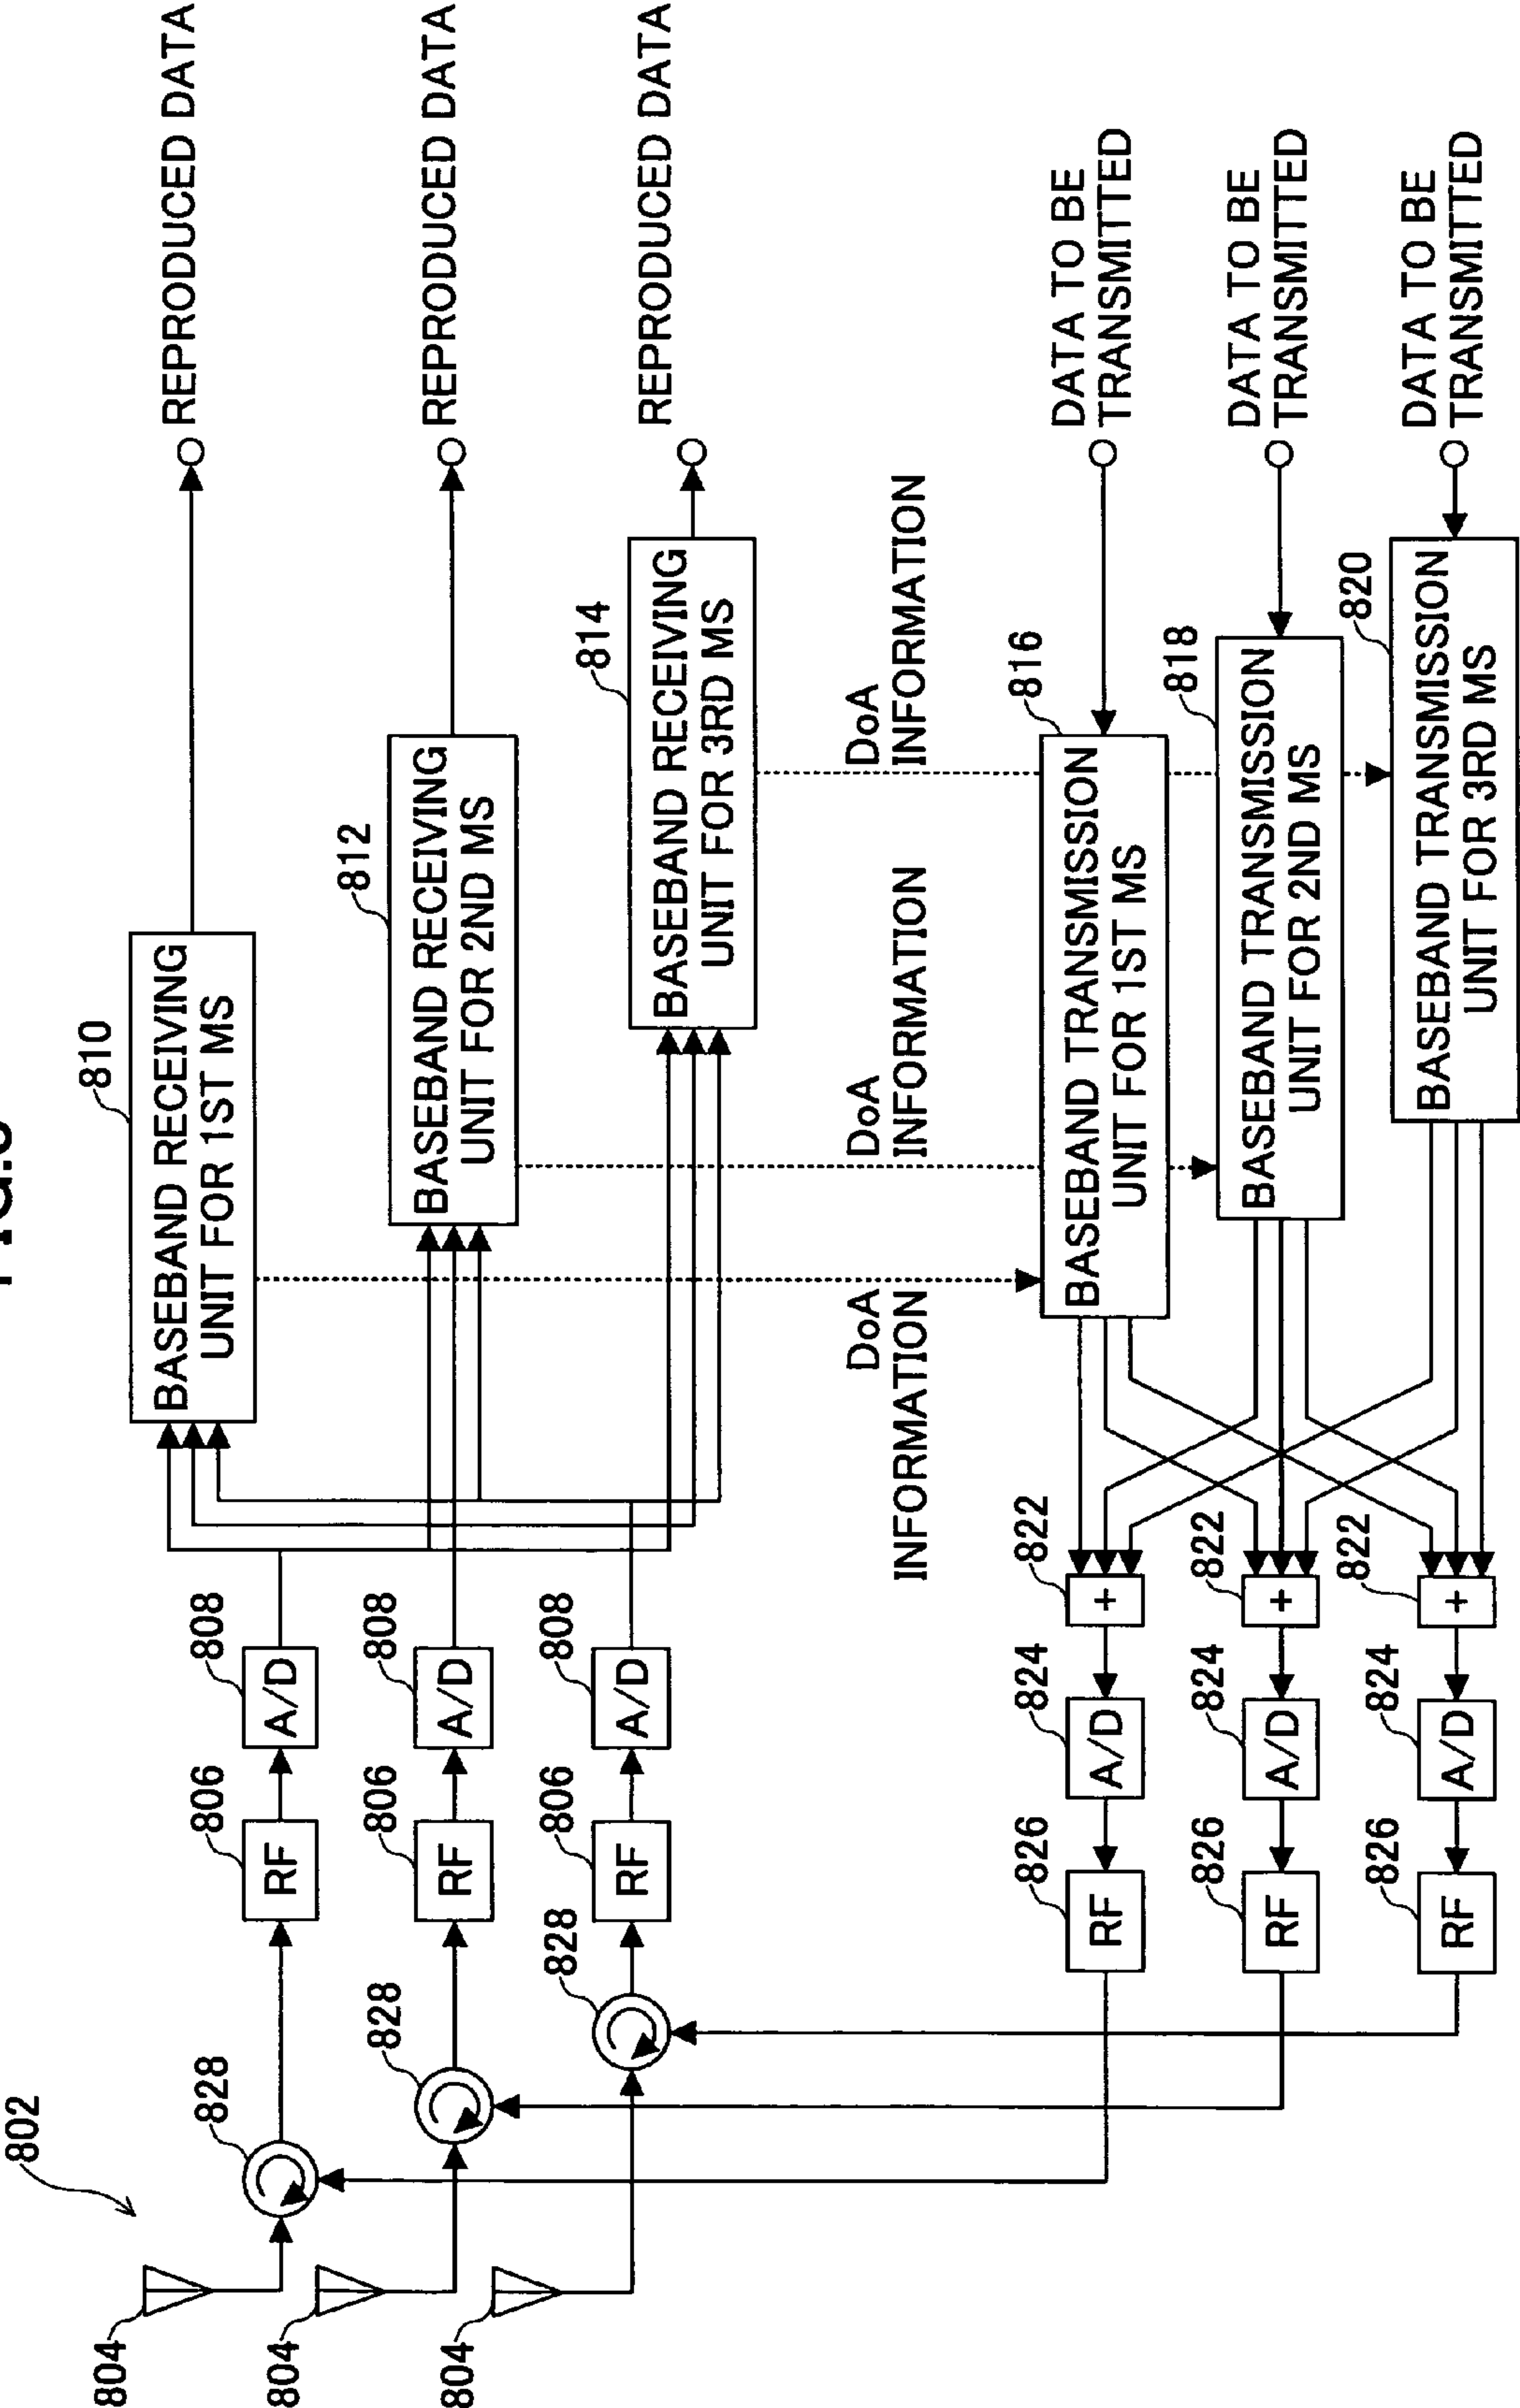 802
804
804
804
828
828
828
806
RF
806
RF
806
RF
808
A/D
808
A/D
808
A/D
810
BASEBAND RECEIVING
UNIT FOR 1ST MS
REPRODUCED DATA
812
BASEBAND RECEIVING
UNIT FOR 2ND MS
REPRODUCED DATA
814
BASEBAND RECEIVING
UNIT FOR 3RD MS
REPRODUCED DATA
DoA
INFORMATION
DoA
INFORMATION
DoA
INFORMATION
826
RF
824
A/D
822
+
816
BASEBAND TRANSMISSION
UNIT FOR 1ST MS
DATA TO BE
TRANSMITTED
826
RF
824
A/D
822
+
818
BASEBAND TRANSMISSION
UNIT FOR 2ND MS
DATA TO BE
TRANSMITTED
826
RF
824
A/D
822
+
820
BASEBAND TRANSMISSION
UNIT FOR 3RD MS
DATA TO BE
TRANSMITTED